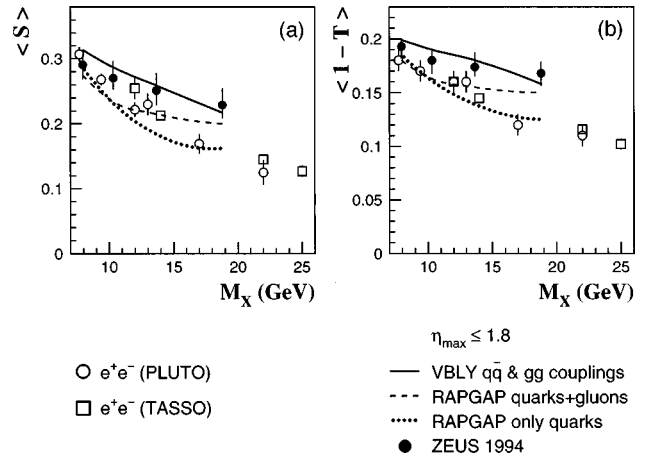 < S >
(a)
0.3
0.2
0.1
0
10 15 20 25
M_X (GeV)
< 1 − T >
(b)
0.2
0.15
0.1
0.05
0
10 15 20 25
M_X (GeV)
○ e⁺e⁻ (PLUTO)
□ e⁺e⁻ (TASSO)
η_max ≤ 1.8
VBLY qq̄ & gg couplings
RAPGAP quarks+gluons
RAPGAP only quarks
● ZEUS 1994